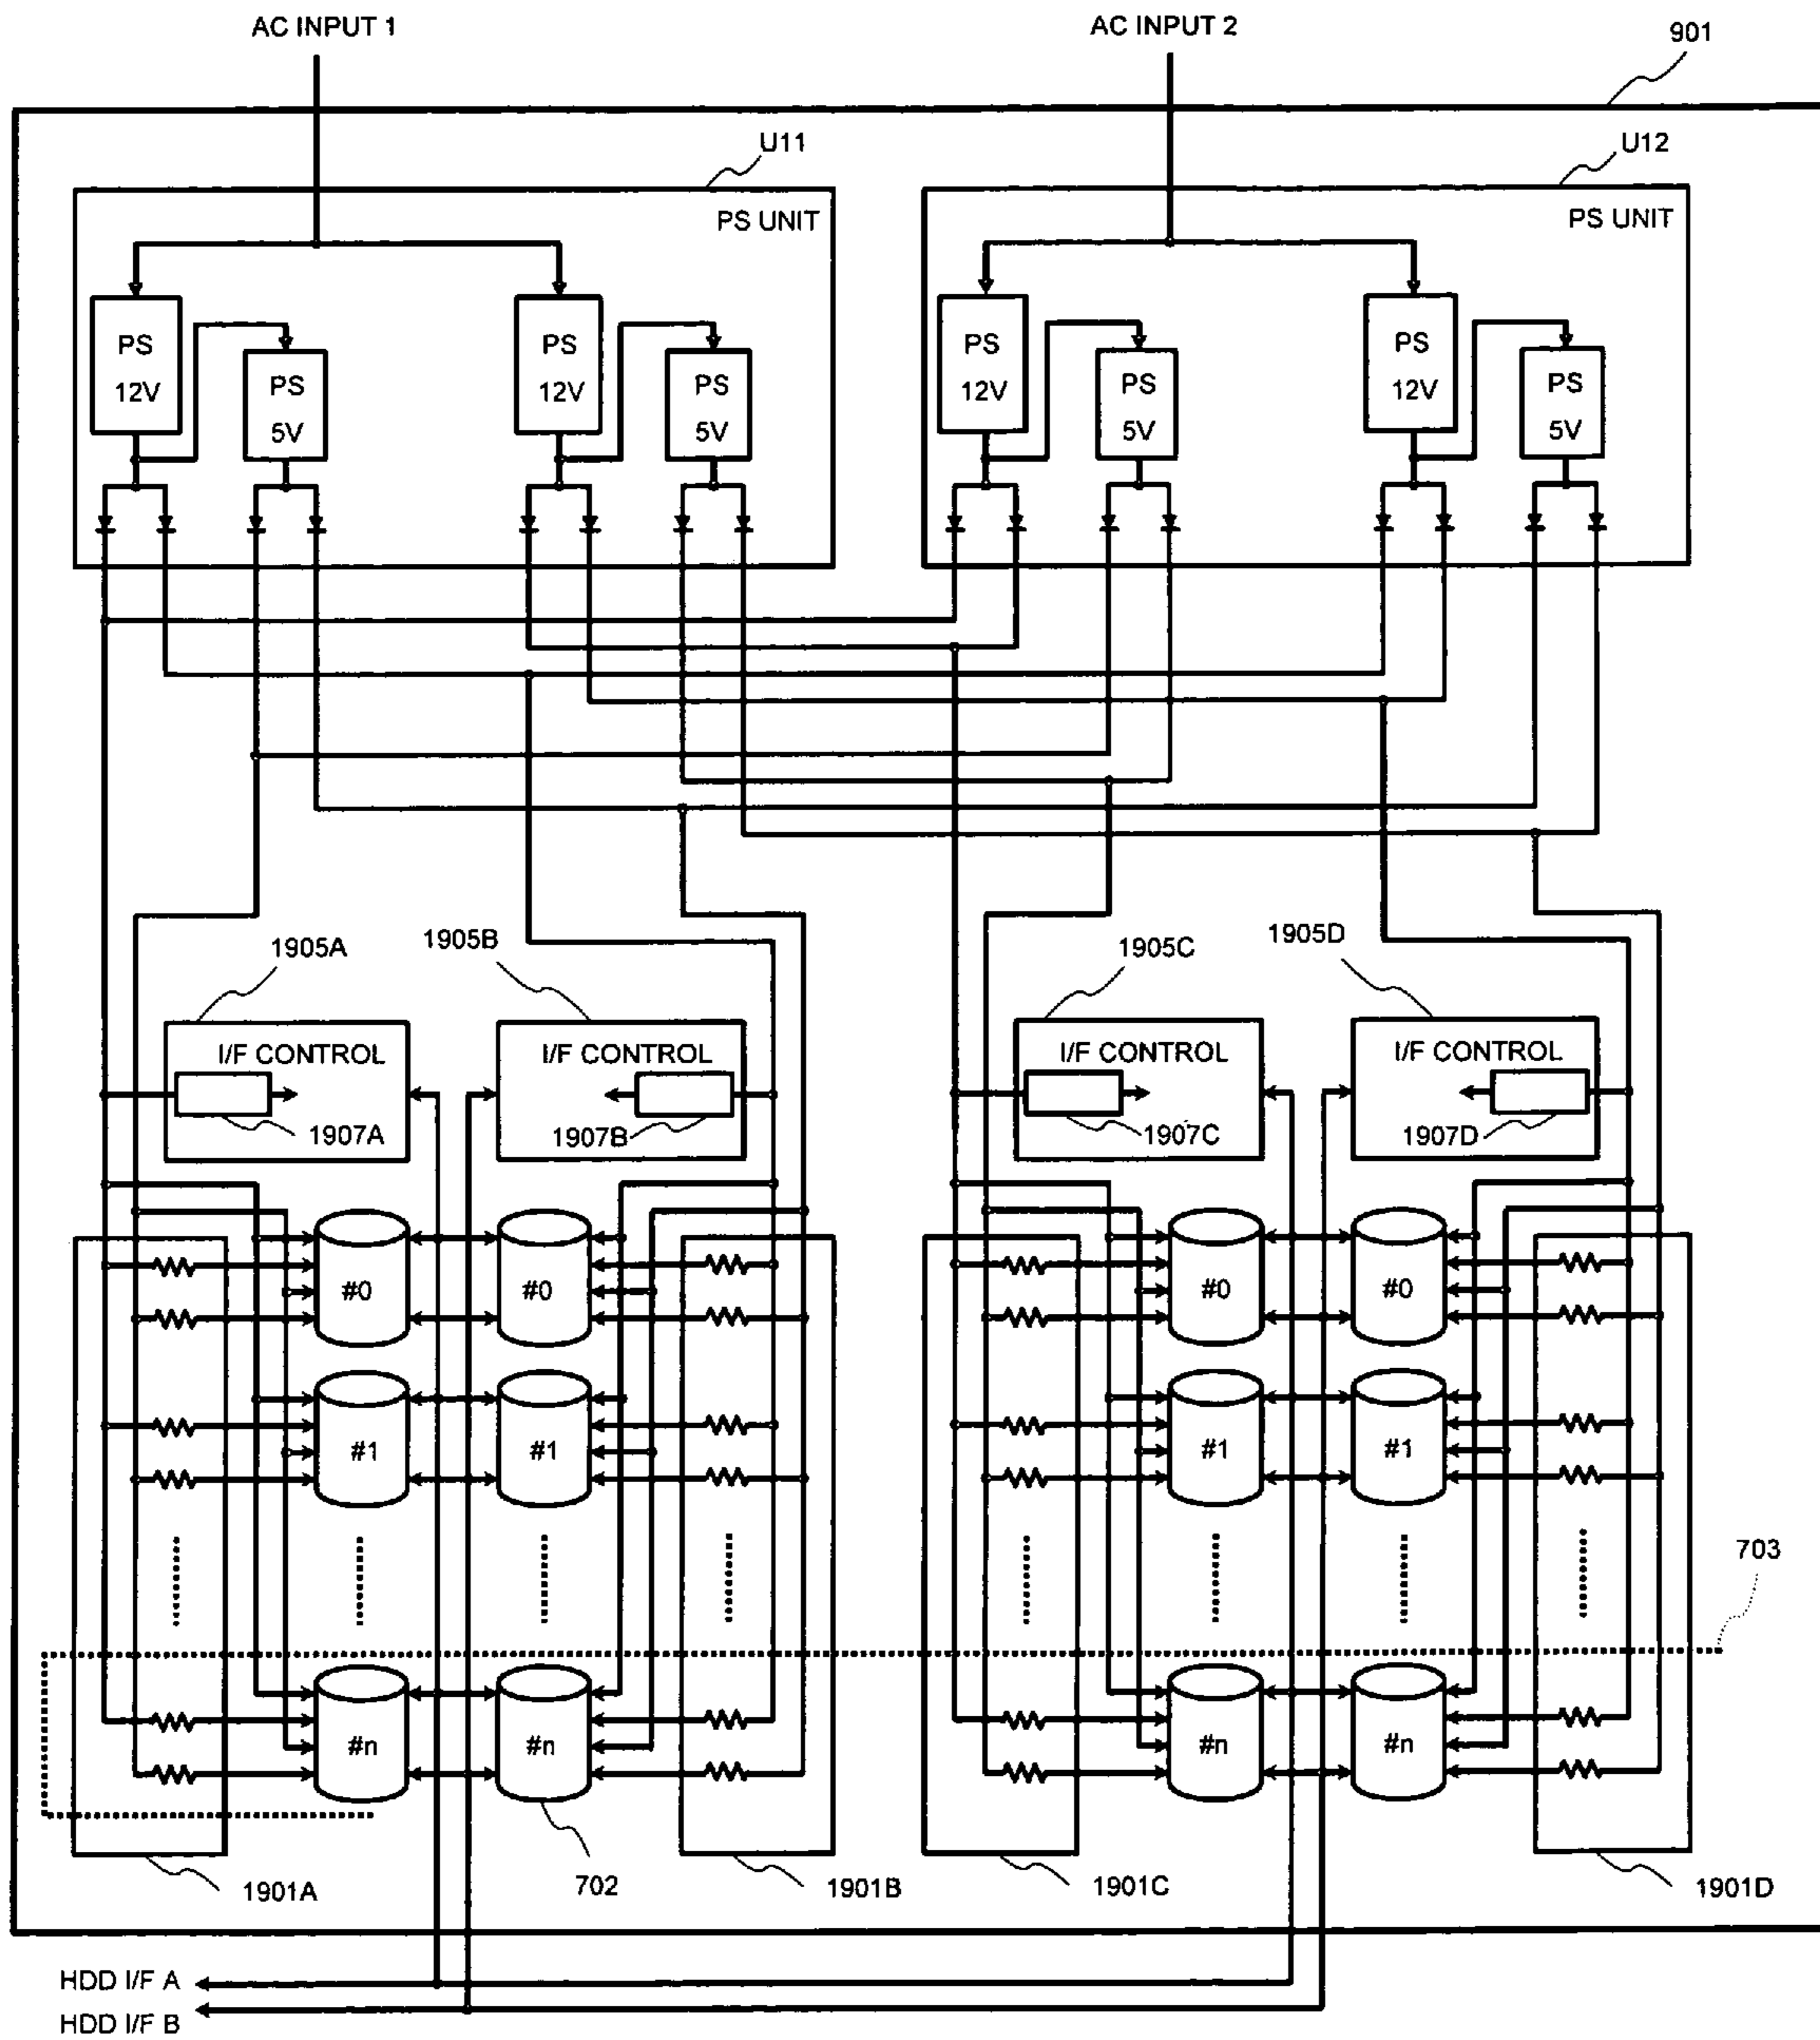 AC INPUT 1
AC INPUT 2
901
U11
U12
PS UNIT
PS UNIT
PS
12V
PS
5V
PS
12V
PS
5V
PS
12V
PS
5V
PS
12V
PS
5V
1905A
1905B
1905C
1905D
I/F CONTROL
I/F CONTROL
I/F CONTROL
I/F CONTROL
1907A
1907B
1907C
1907D
#0
#0
#0
#0
#1
#1
#1
#1
703
#n
#n
#n
#n
1901A
702
1901B
1901C
1901D
HDD I/F A
HDD I/F B